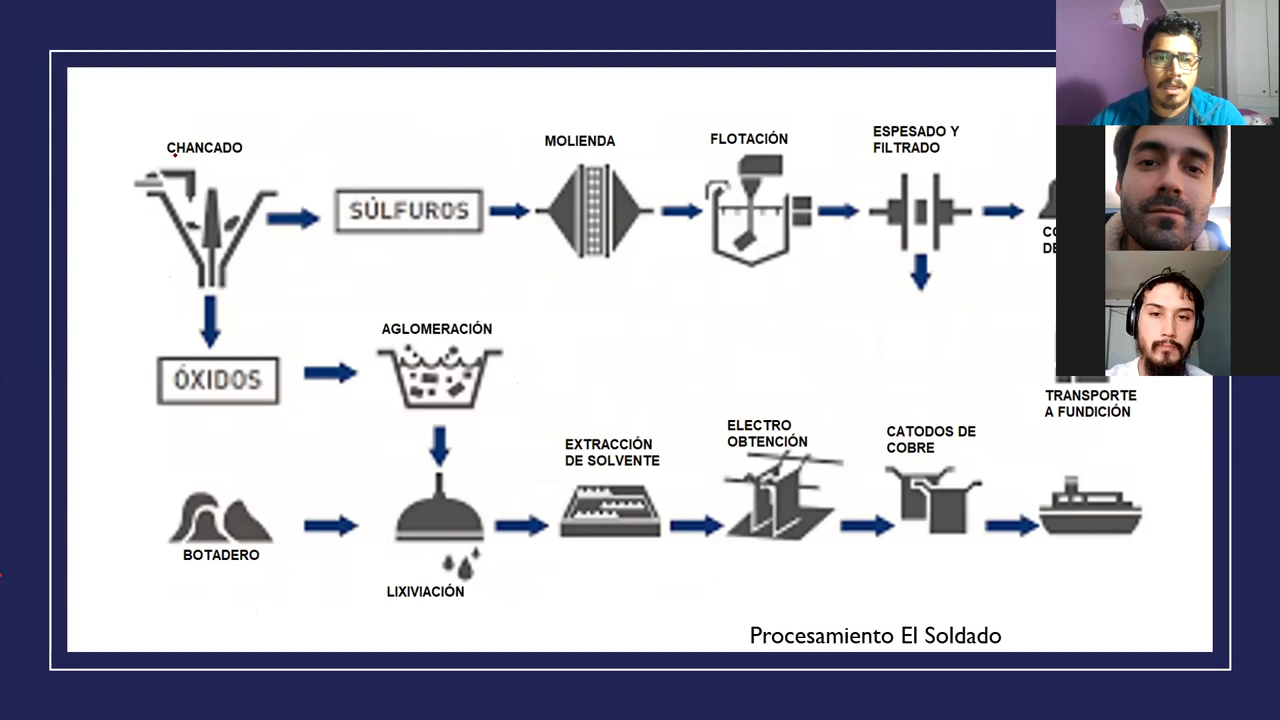 CHANCADO
SÚLFUROS
MOLIENDA
FLOTACIÓN
ESPESADO Y
FILTRADO
ÓXIDOS
AGLOMERACIÓN
TRANSPORTE
A FUNDICIÓN
BOTADERO
LIXIVIACIÓN
EXTRACCIÓN
DE SOLVENTE
ELECTRO
OBTENCIÓN
CATODOS DE
COBRE
Procesamiento El Soldado